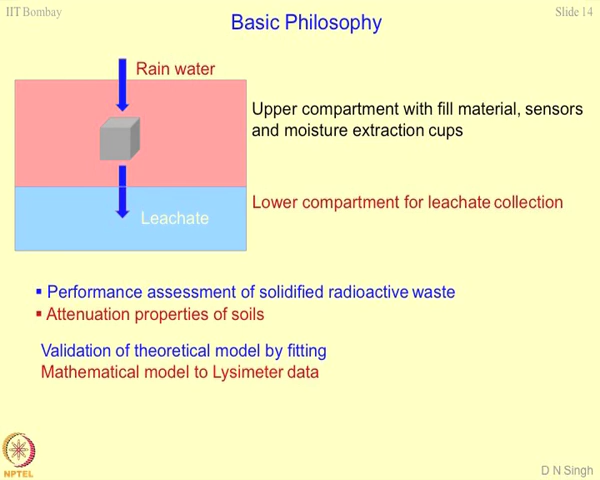 IIT Bombay
Slide 14
Basic Philosophy
Rain water
Upper compartment with fill material, sensors
and moisture extraction cups
Lower compartment for leachate collection
Leachate
▪ Performance assessment of solidified radioactive waste
▪ Attenuation properties of soils
Validation of theoretical model by fitting
Mathematical model to Lysimeter data
NPTEL
D N Singh